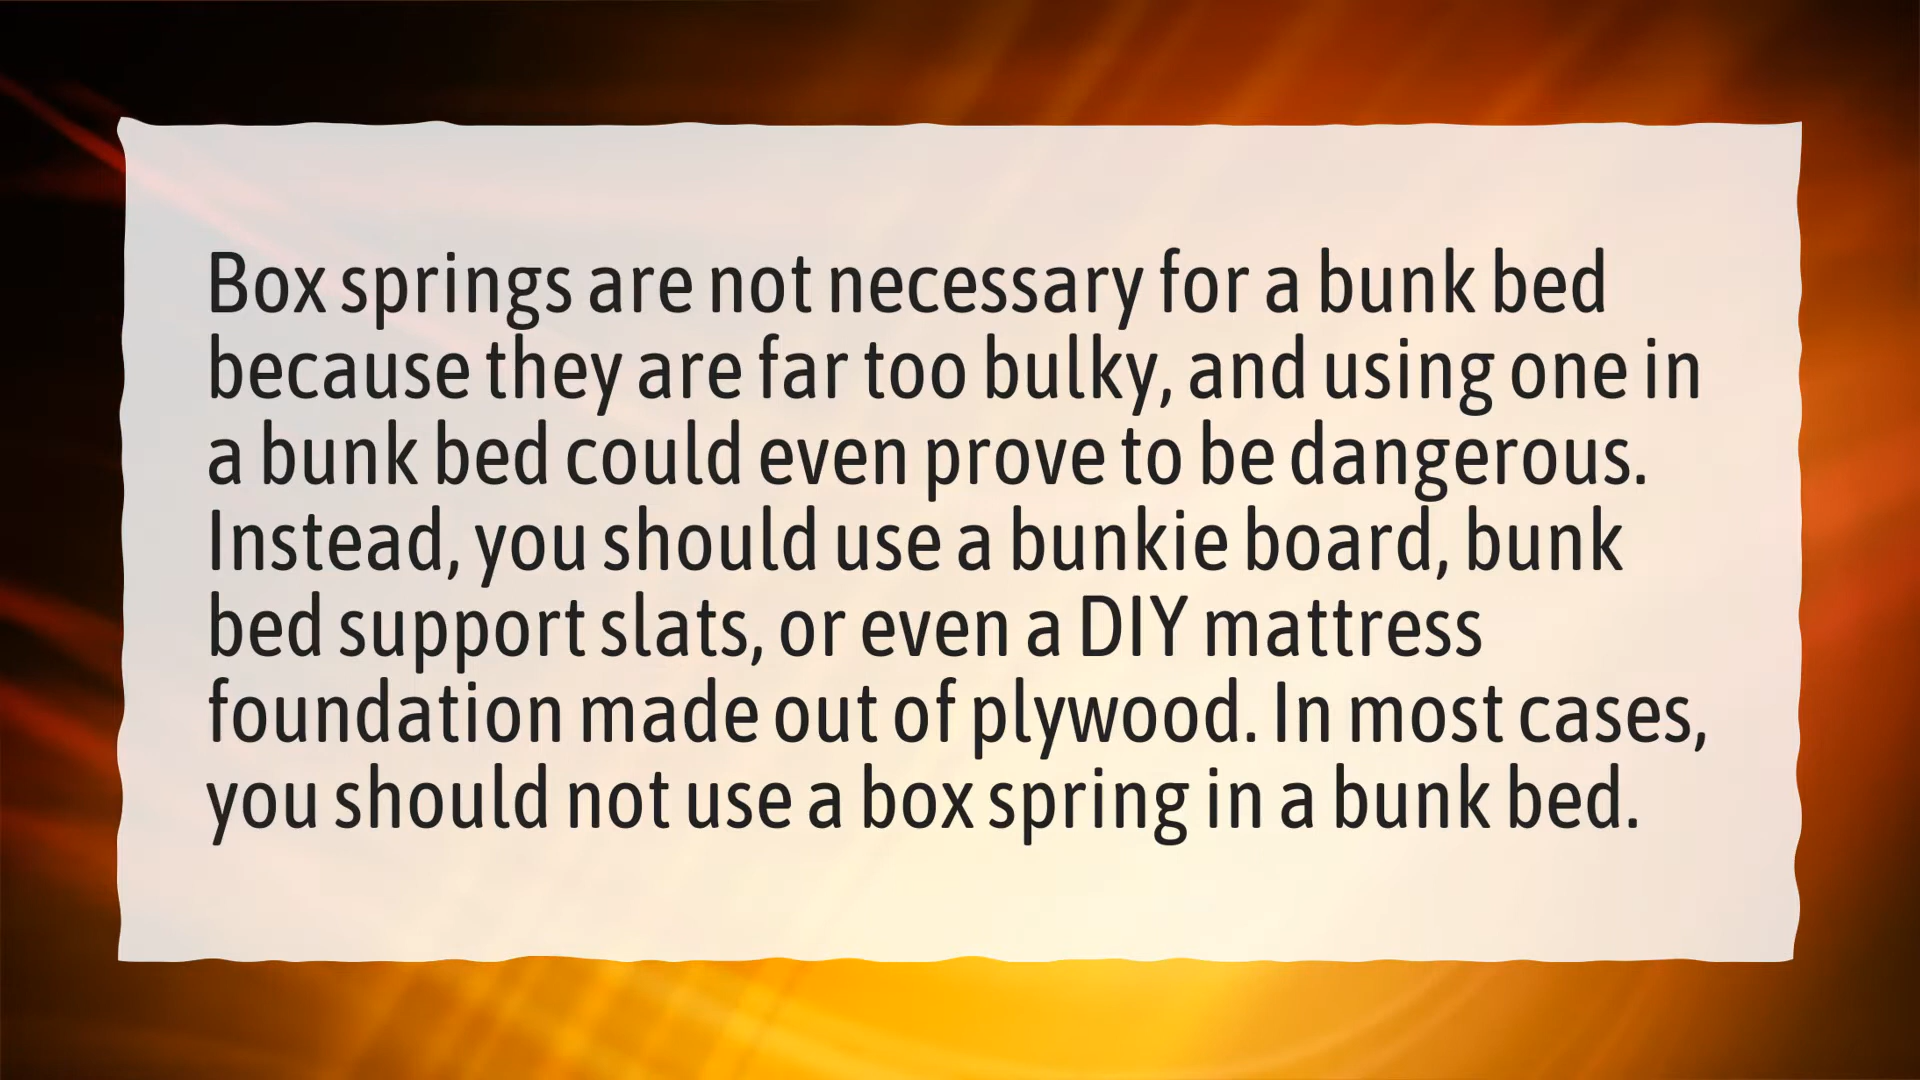 Box springs are not necessary for a bunk bed
because they are far too bulky, and using one in
a bunk bed could even prove to be dangerous.
Instead, you should use a bunkie board, bunk
bed support slats, or even a DIY mattress
foundation made out of plywood. In most cases,
you should not use a box spring in a bunk bed.